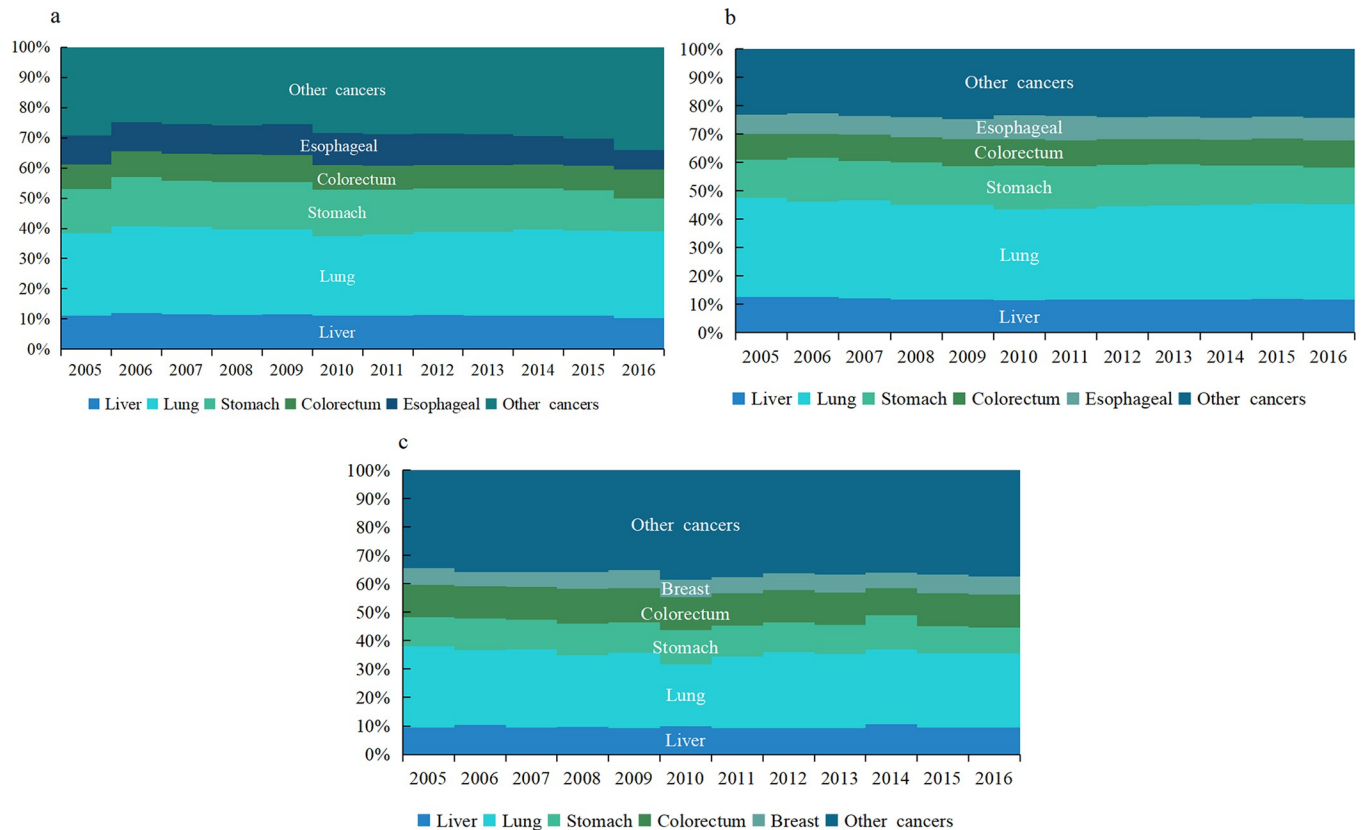 a
100%
90%
80%
70%
60%
50%
40%
30%
20%
10%
0%
Other cancers
Esophageal
Colorectum
Stomach
Lung
Liver
2005 2006 2007 2008 2009 2010 2011 2012 2013 2014 2015 2016
Liver Lung Stomach Colorectum Esophageal Other cancers
b
100%
90%
80%
70%
60%
50%
40%
30%
20%
10%
0%
Other cancers
Esophageal
Colorectum
Stomach
Lung
Liver
2005 2006 2007 2008 2009 2010 2011 2012 2013 2014 2015 2016
Liver Lung Stomach Colorectum Esophageal Other cancers
c
100%
90%
80%
70%
60%
50%
40%
30%
20%
10%
0%
Other cancers
Breast
Colorectum
Stomach
Lung
Liver
2005 2006 2007 2008 2009 2010 2011 2012 2013 2014 2015 2016
Liver Lung Stomach Colorectum Breast Other cancers